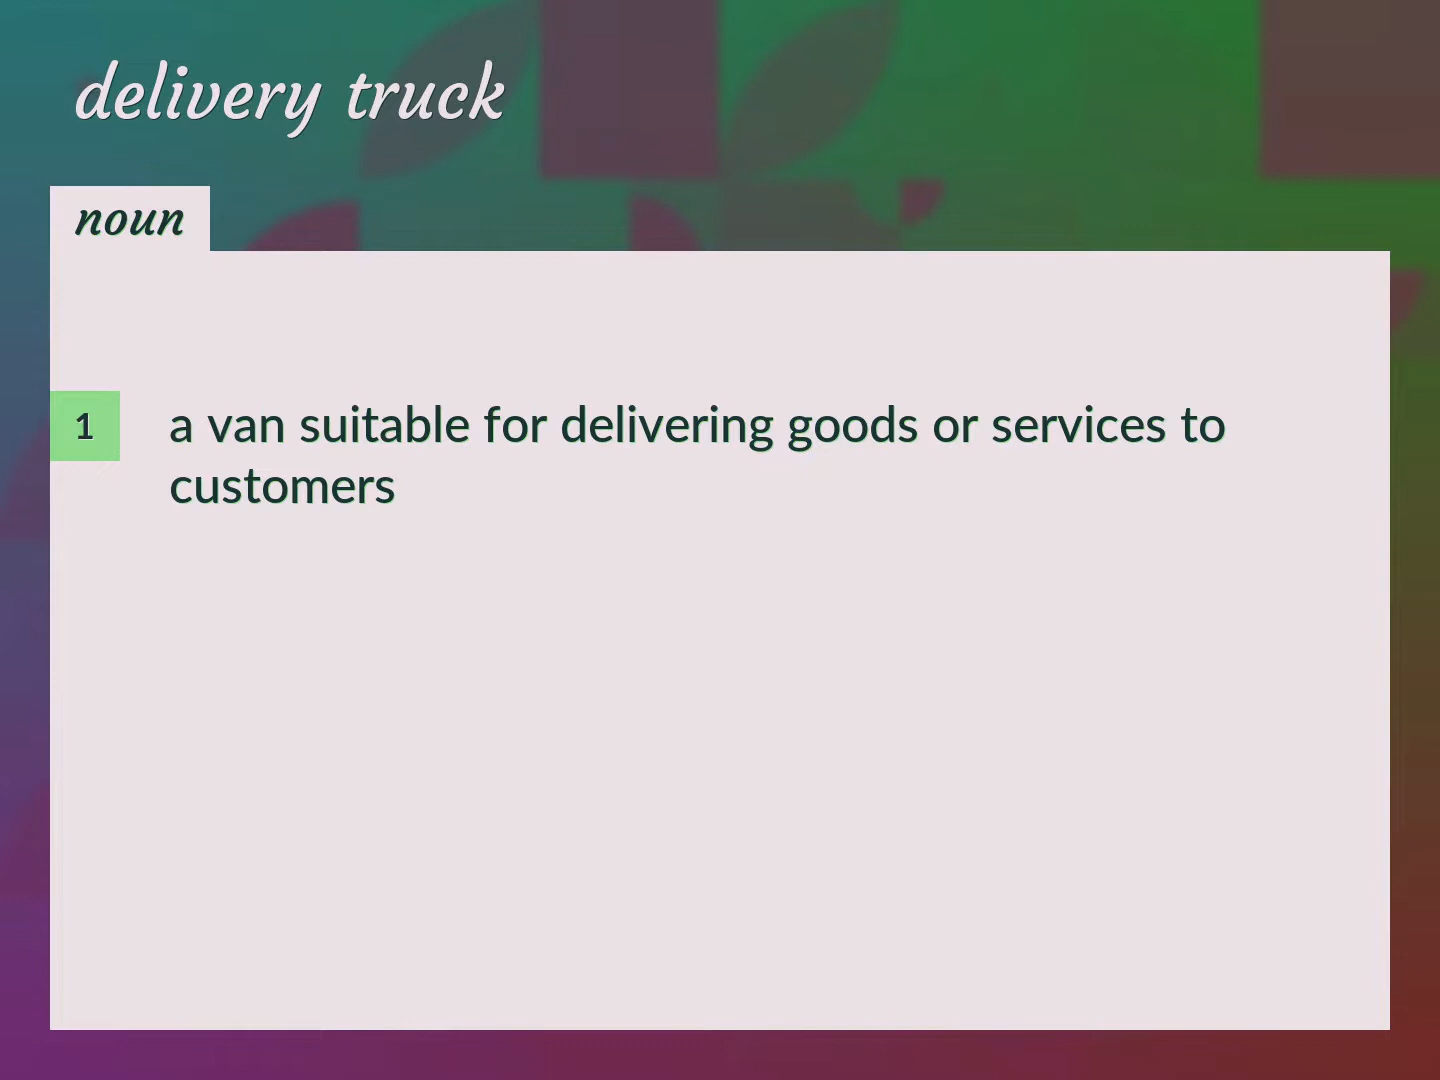 delivery truck
noun
1
a van suitable for delivering goods or services to
customers